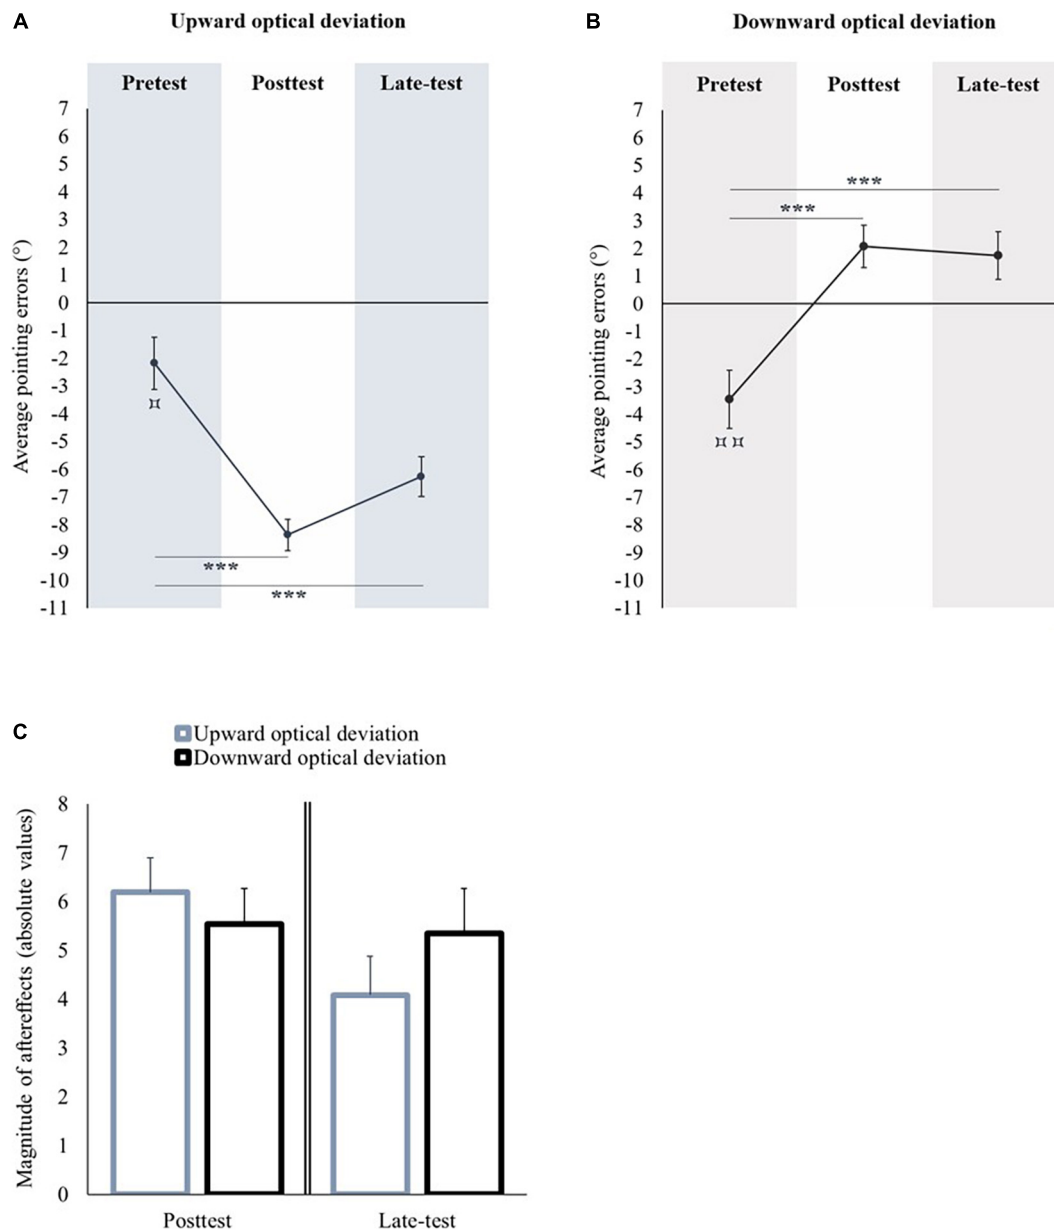 A
Upward optical deviation
Pretest
Posttest
Late-test
Average pointing errors (°)
7
6
5
4
3
2
1
0
-1
-2
-3
-4
-5
-6
-7
-8
-9
-10
-11
¤
***
***
B
Downward optical deviation
Pretest
Posttest
Late-test
Average pointing errors (°)
7
6
5
4
3
2
1
0
-1
-2
-3
-4
-5
-6
-7
-8
-9
-10
-11
***
***
¤ ¤
C
Upward optical deviation
Downward optical deviation
Magnitude of aftereffects (absolute values)
8
7
6
5
4
3
2
1
0
Posttest
Late-test